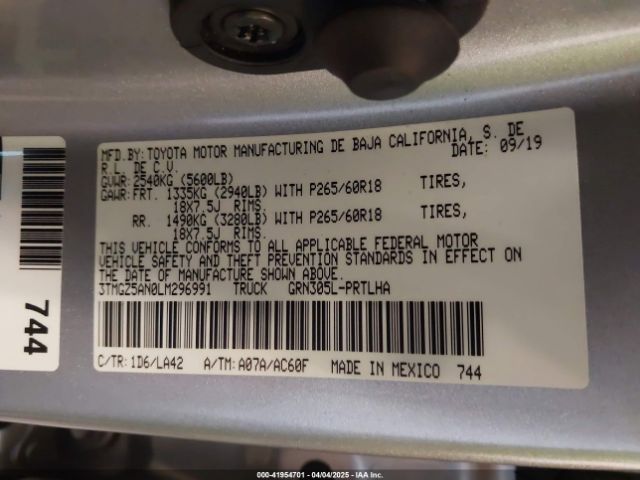 MFD.BY:TOYOTA MOTOR MANUFACTURING DE BAJA CALIFORNIA, S. DE
R.L. DE C.V. DATE: 09/19
GVWR:2540KG (5600LB)
GAWR:FRT. 1335KG (2940LB) WITH P265/60R18 TIRES,
18X7.5J RIMS.
RR. 1490KG (3280LB) WITH P265/60R18 TIRES,
18X7.5J RIMS.
THIS VEHICLE CONFORMS TO ALL APPLICABLE FEDERAL MOTOR
VEHICLE SAFETY AND THEFT PREVENTION STANDARDS IN EFFECT ON
THE DATE OF MANUFACTURE SHOWN ABOVE.
3TMGZ5AN0LM296991 TRUCK GRN305L-PRTLHA
C/TR:1D6/LA42 A/TM:A07A/AC60F MADE IN MEXICO 744
744
000-41954701 - 04/04/2025 - IAA Inc.